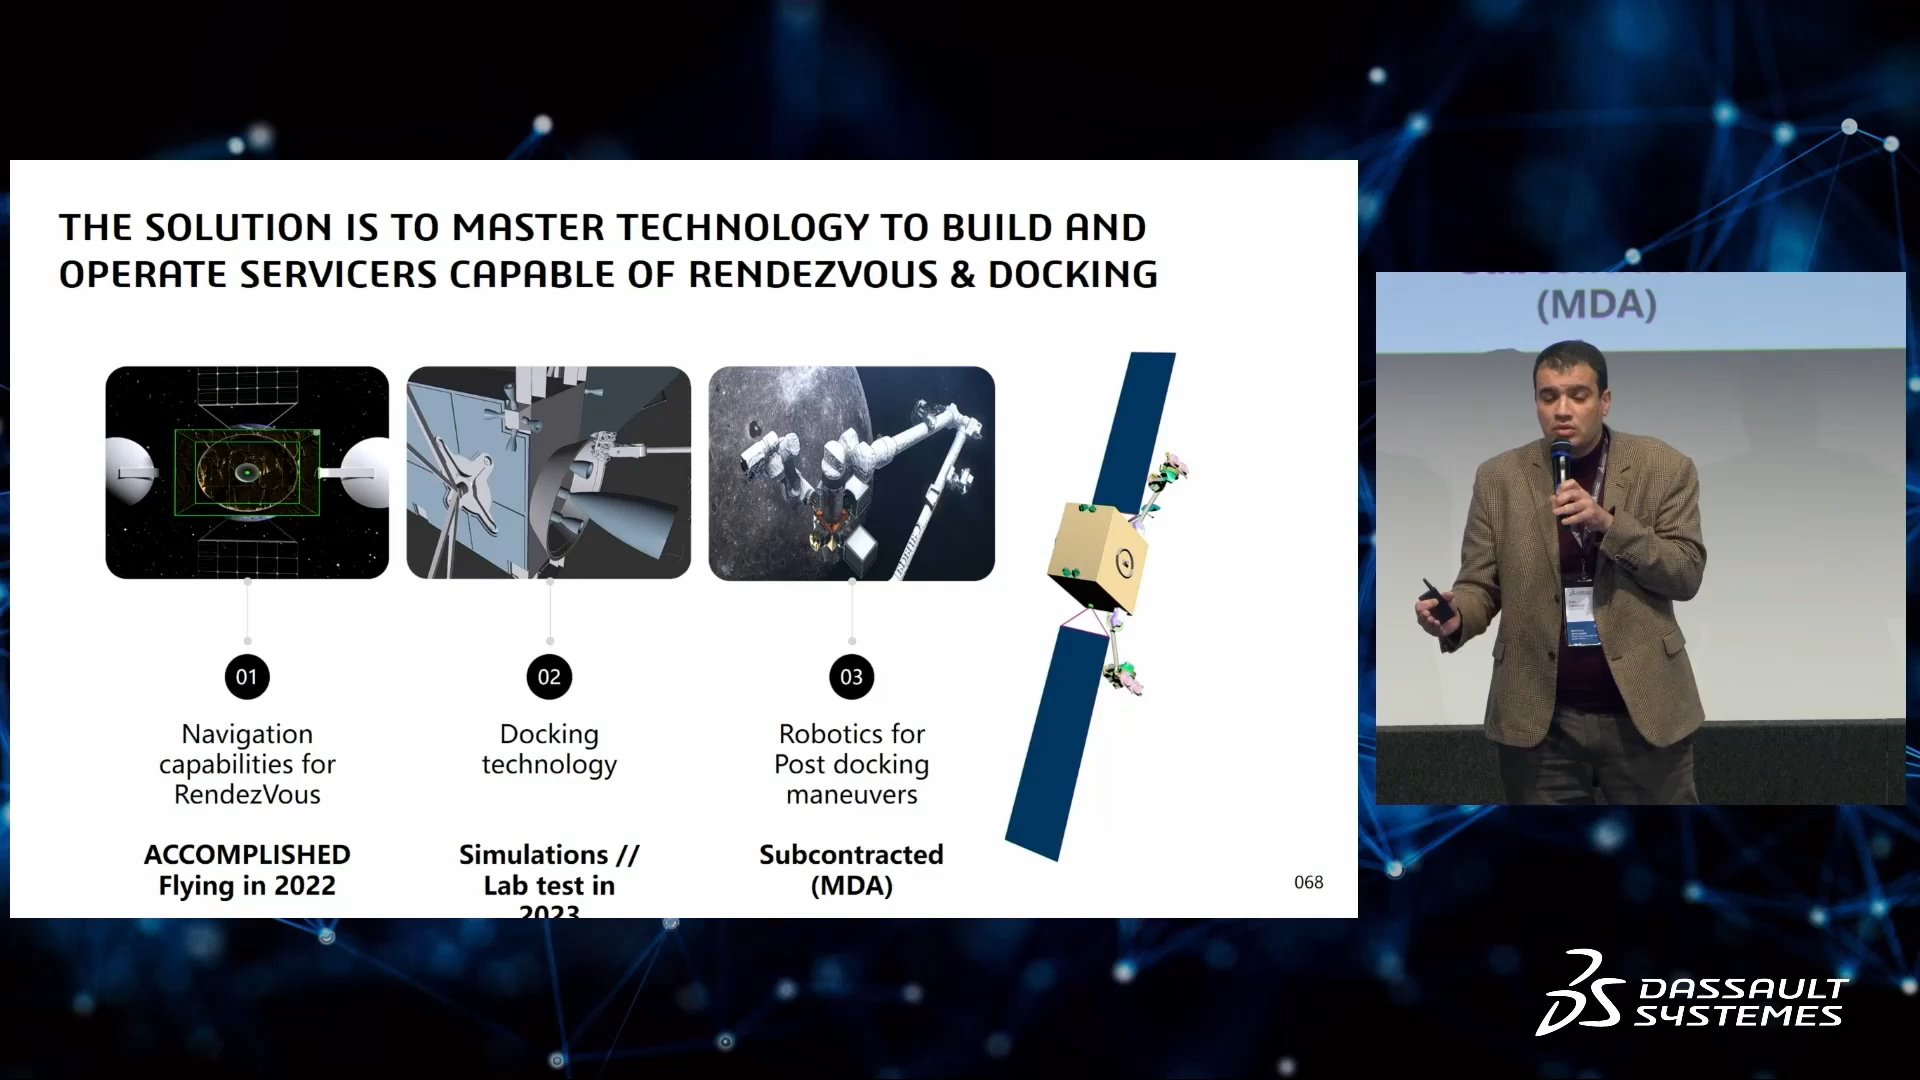 THE SOLUTION IS TO MASTER TECHNOLOGY TO BUILD AND
OPERATE SERVICERS CAPABLE OF RENDEZVOUS & DOCKING
01
Navigation
capabilities for
RendezVous
ACCOMPLISHED
Flying in 2022
02
Docking
technology
Simulations //
Lab test in
2023
03
Robotics for
Post docking
maneuvers
Subcontracted
(MDA)
068
(MDA)
DASSAULT
SYSTEMES